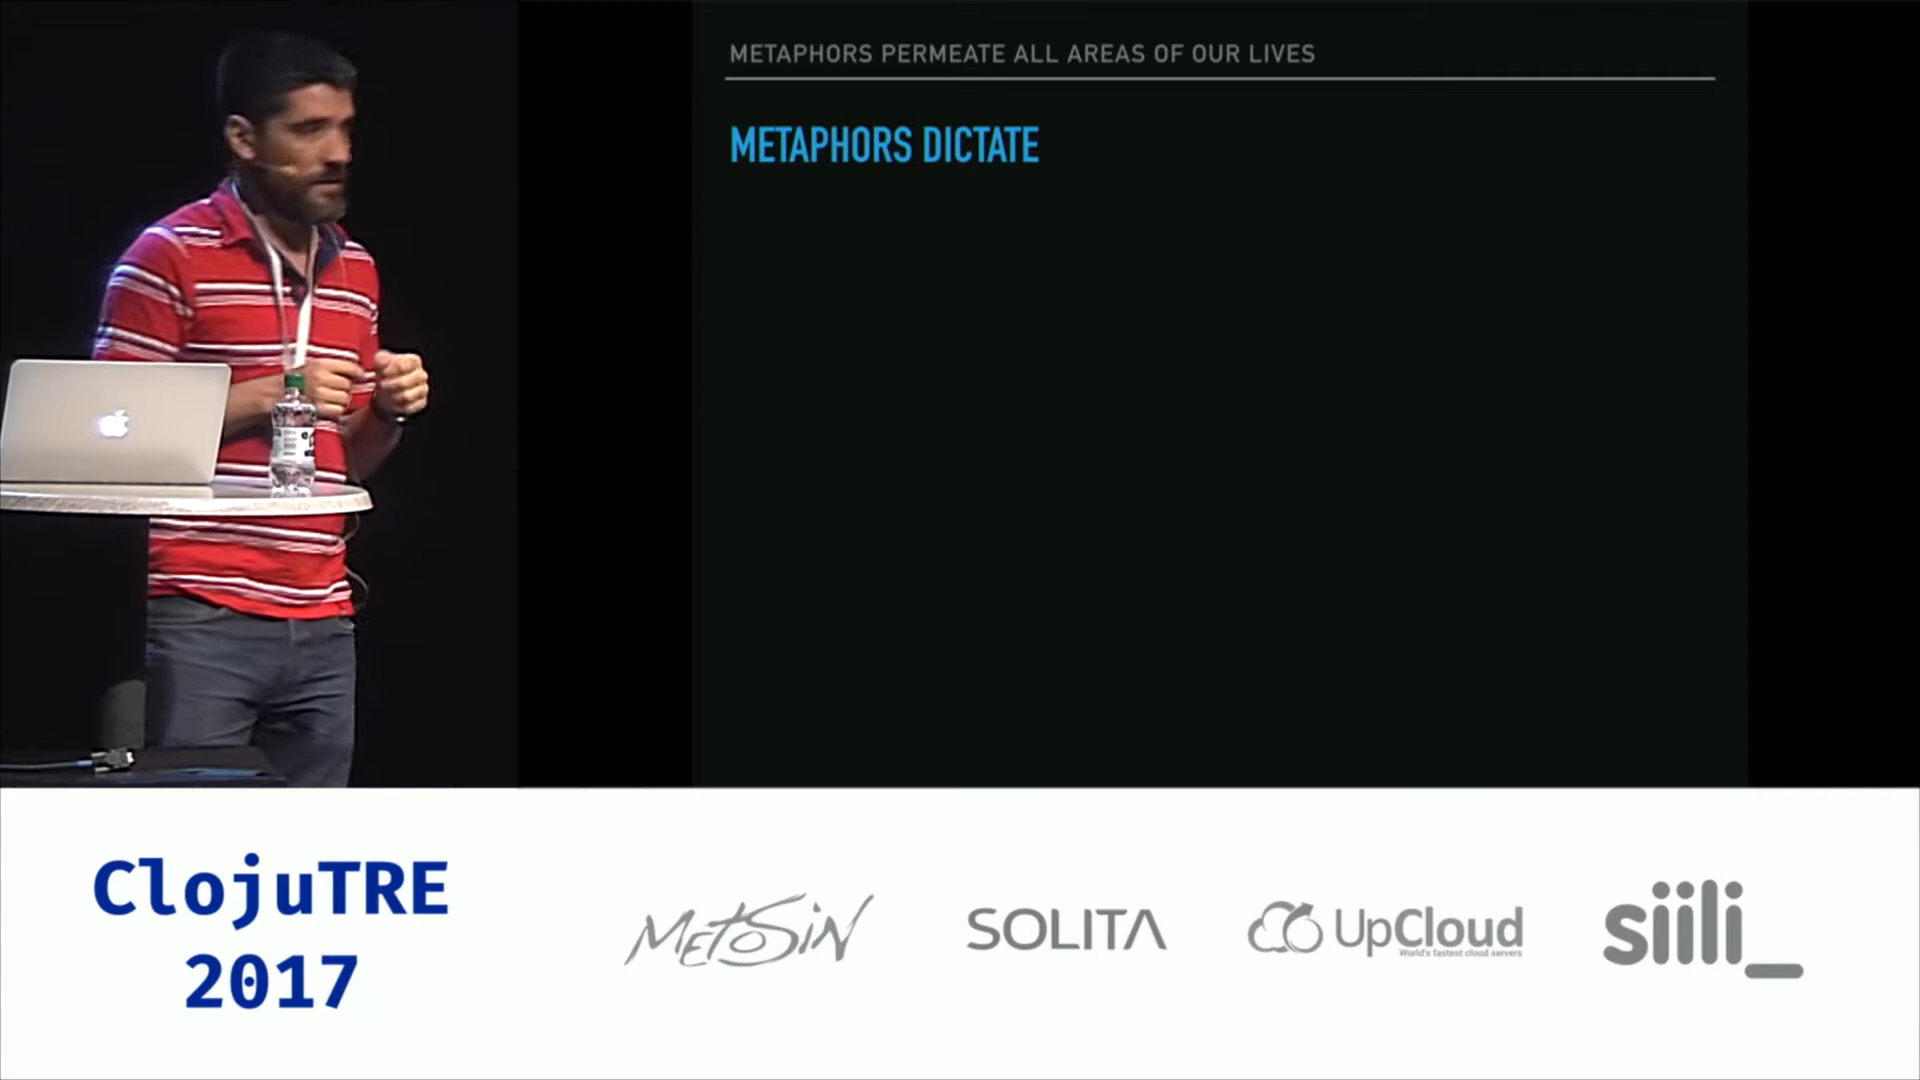 METAPHORS PERMEATE ALL AREAS OF OUR LIVES
METAPHORS DICTATE
ClojuTRE
2017
METOSIN
SOLITA
UpCloud
World's fastest cloud servers
siili_